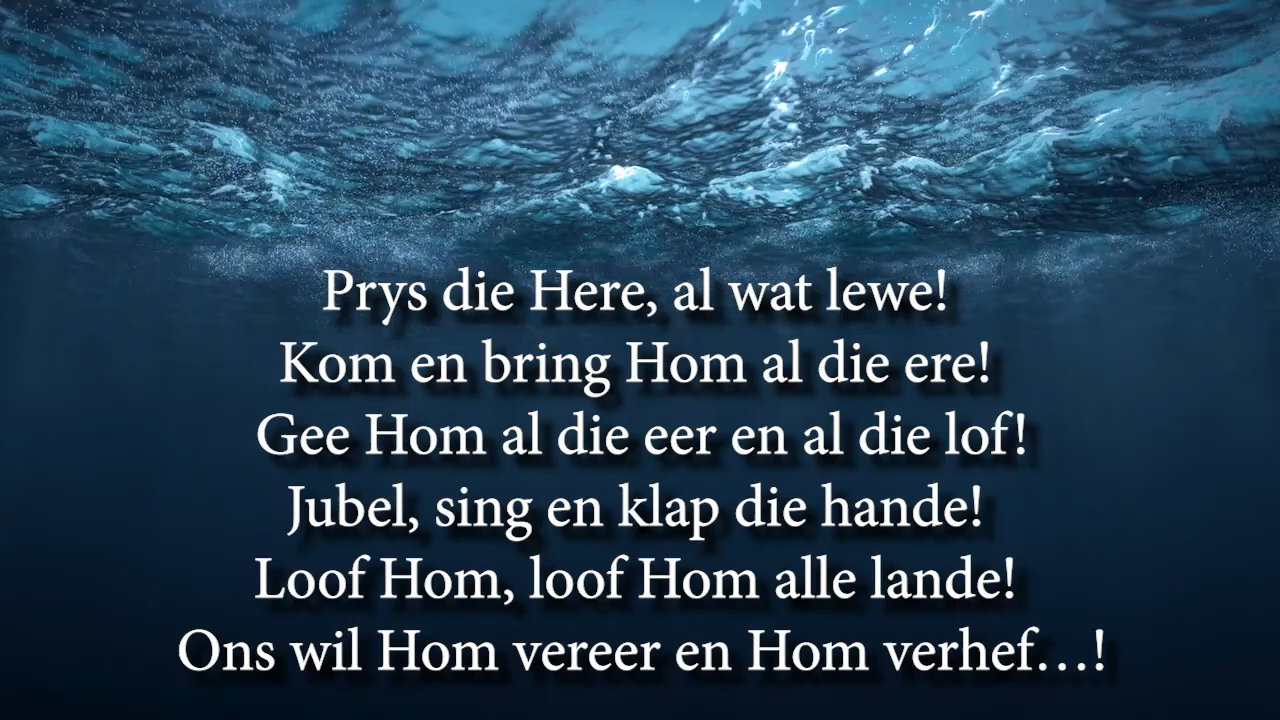 Prys die Here, al wat lewe!
Kom en bring Hom al die ere!
Gee Hom al die eer en al die lof!
Jubel, sing en klap die hande!
Loof Hom, loof Hom alle lande!
Ons wil Hom vereer en Hom verhef…!